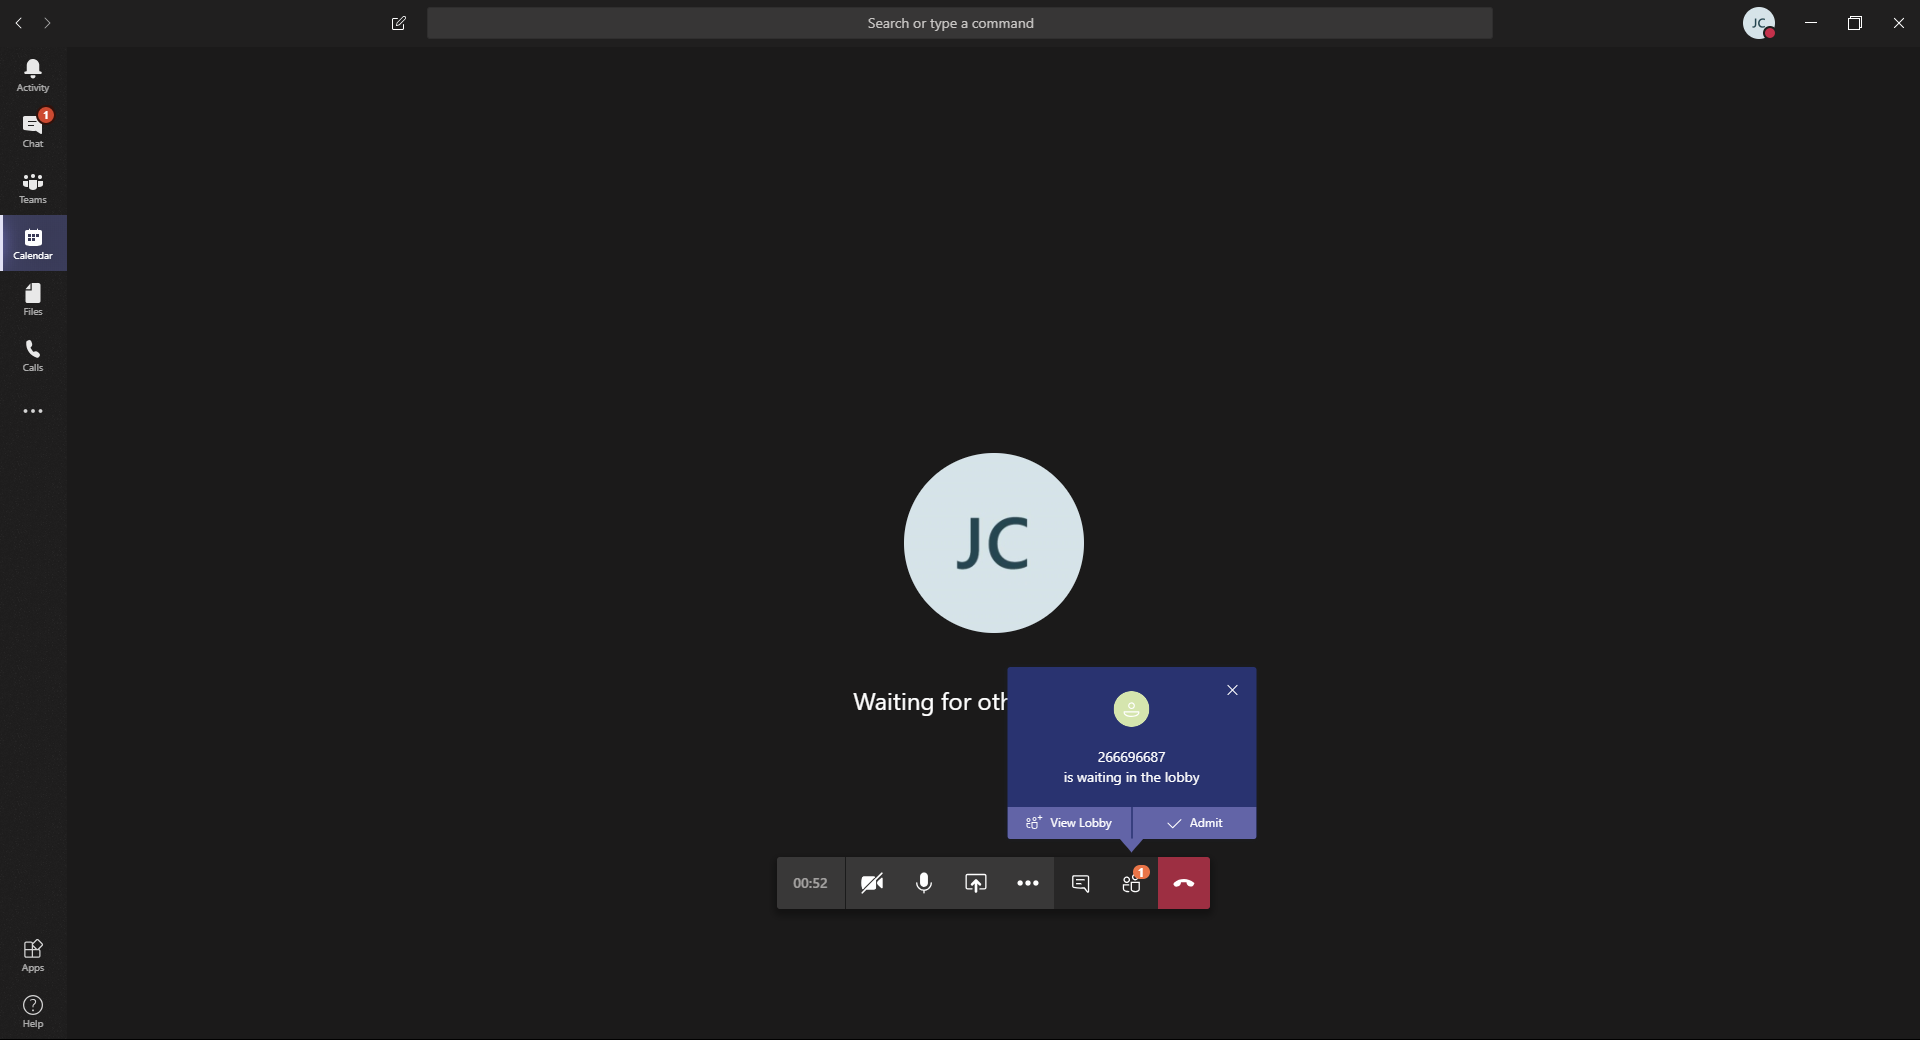 Search or type a command
JC
Activity
1
Chat
Teams
Calendar
Files
Calls
JC
Waiting for
266696687
is waiting in the lobby
View Lobby
Admit
00:52
1
Apps
?
Help